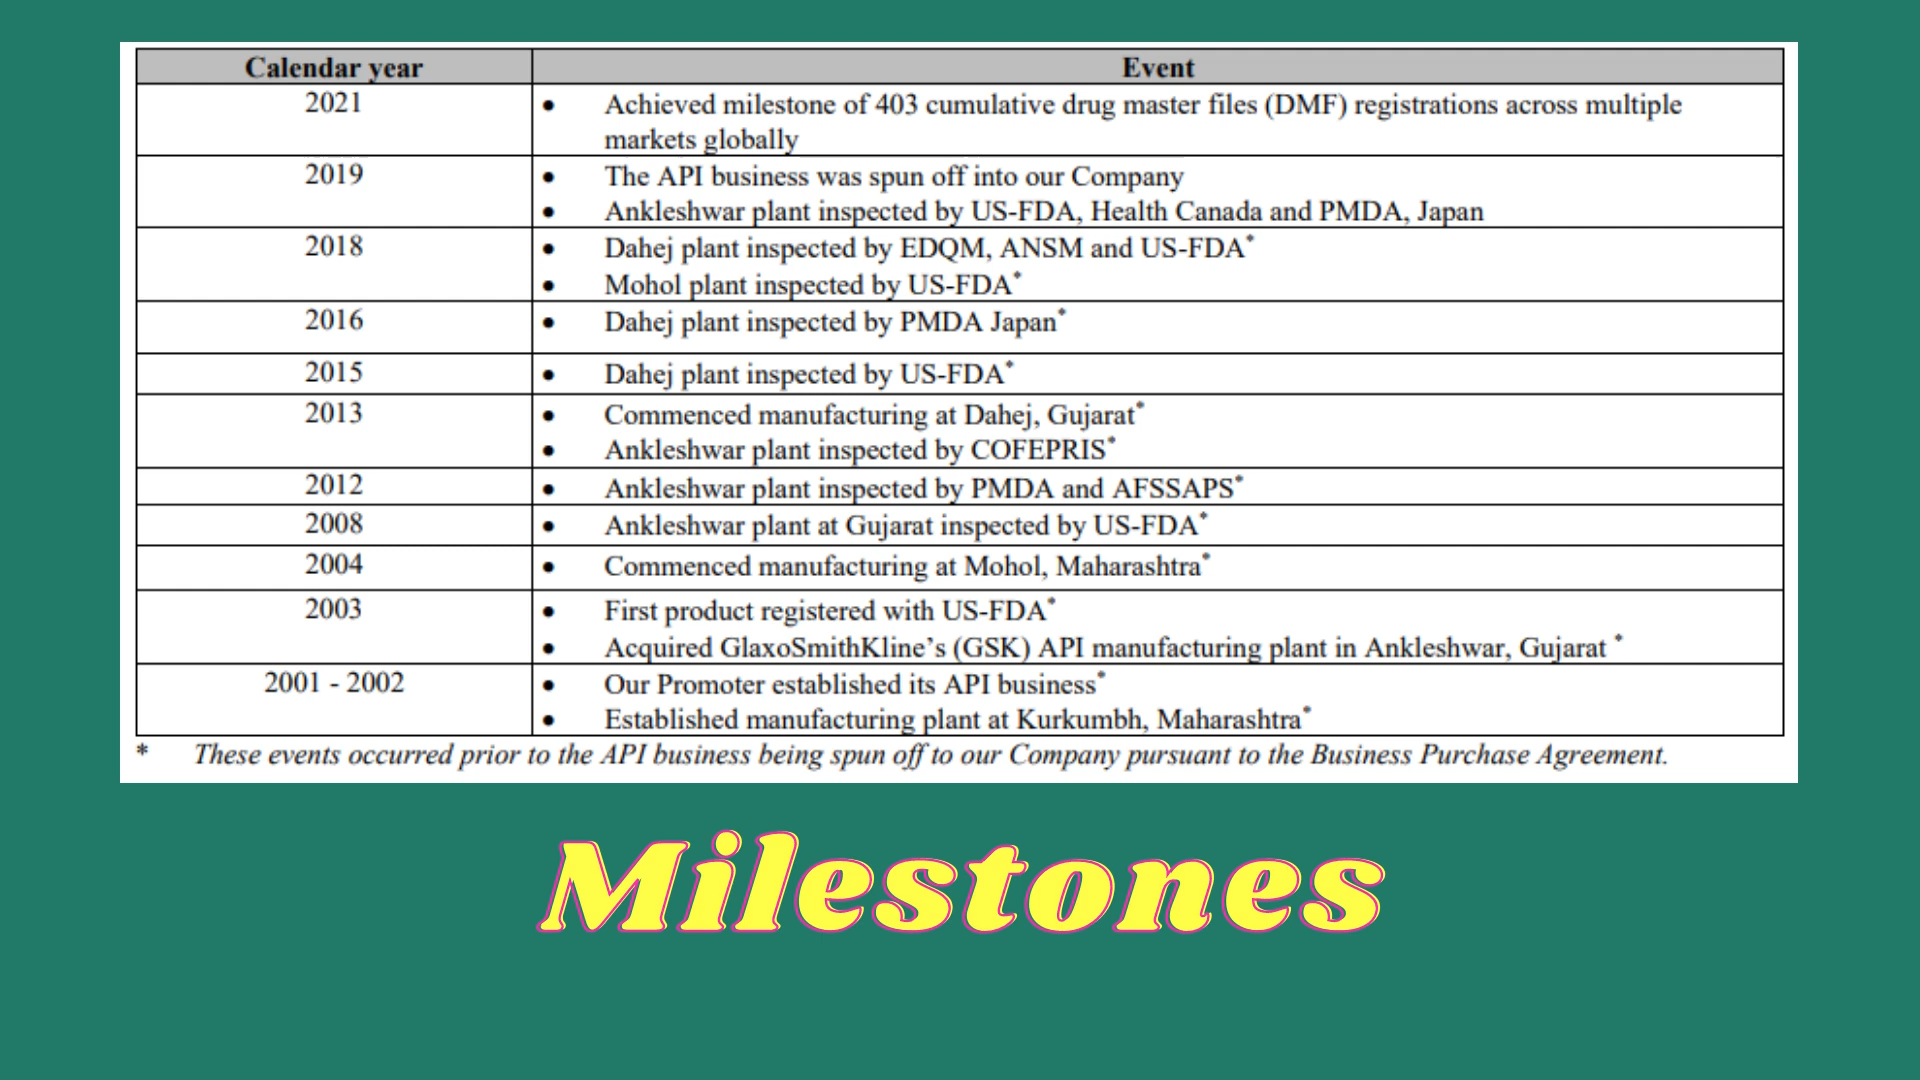 Calendar year Event
2021 • Achieved milestone of 403 cumulative drug master files (DMF) registrations across multiple
markets globally
2019 • The API business was spun off into our Company
• Ankleshwar plant inspected by US-FDA, Health Canada and PMDA, Japan
2018 • Dahej plant inspected by EDQM, ANSM and US-FDA*
• Mohol plant inspected by US-FDA*
2016 • Dahej plant inspected by PMDA Japan*
2015 • Dahej plant inspected by US-FDA*
2013 • Commenced manufacturing at Dahej, Gujarat*
• Ankleshwar plant inspected by COFEPRIS*
2012 • Ankleshwar plant inspected by PMDA and AFSSAPS*
2008 • Ankleshwar plant at Gujarat inspected by US-FDA*
2004 • Commenced manufacturing at Mohol, Maharashtra*
2003 • First product registered with US-FDA*
• Acquired GlaxoSmithKline’s (GSK) API manufacturing plant in Ankleshwar, Gujarat *
2001 - 2002 • Our Promoter established its API business*
• Established manufacturing plant at Kurkumbh, Maharashtra*
* These events occurred prior to the API business being spun off to our Company pursuant to the Business Purchase Agreement.
Milestones